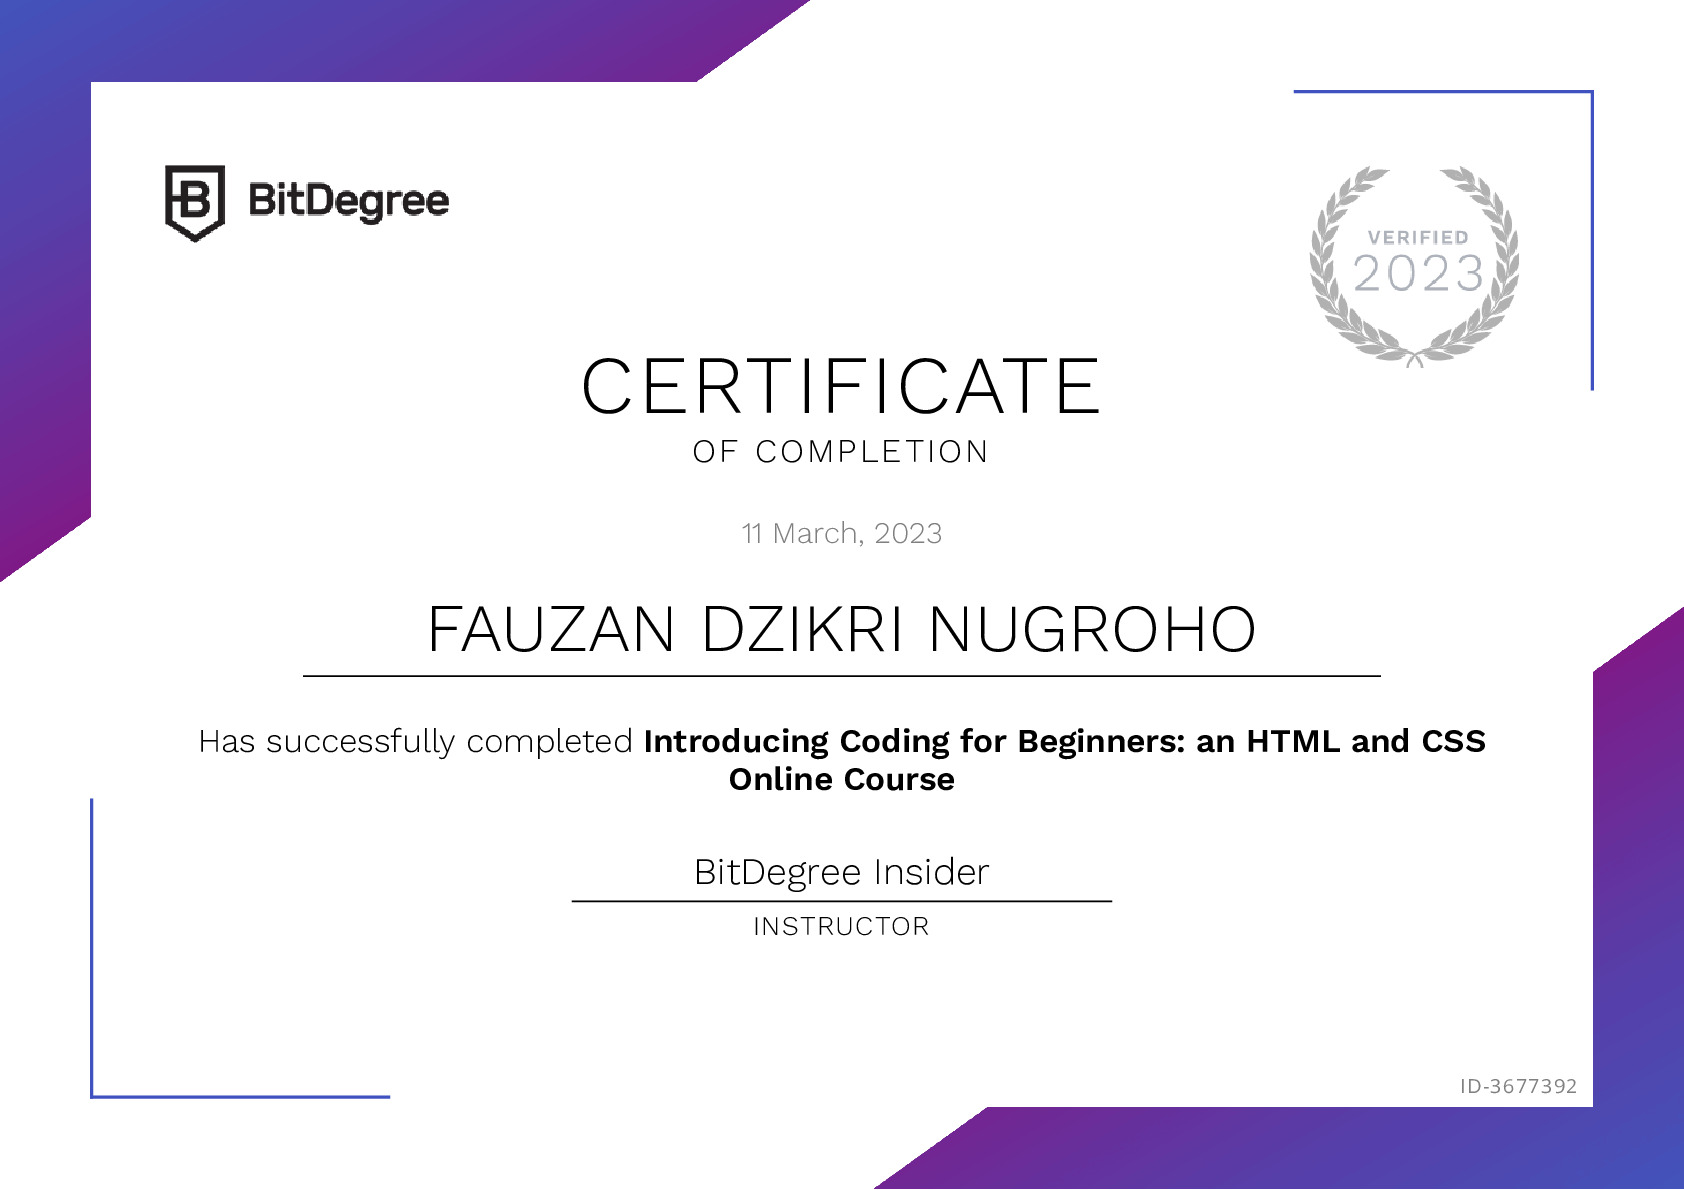 BitDegree
VERIFIED
2023
CERTIFICATE
OF COMPLETION
11 March, 2023
FAUZAN DZIKRI NUGROHO
Has successfully completed Introducing Coding for Beginners: an HTML and CSS
Online Course
BitDegree Insider
INSTRUCTOR
ID-3677392